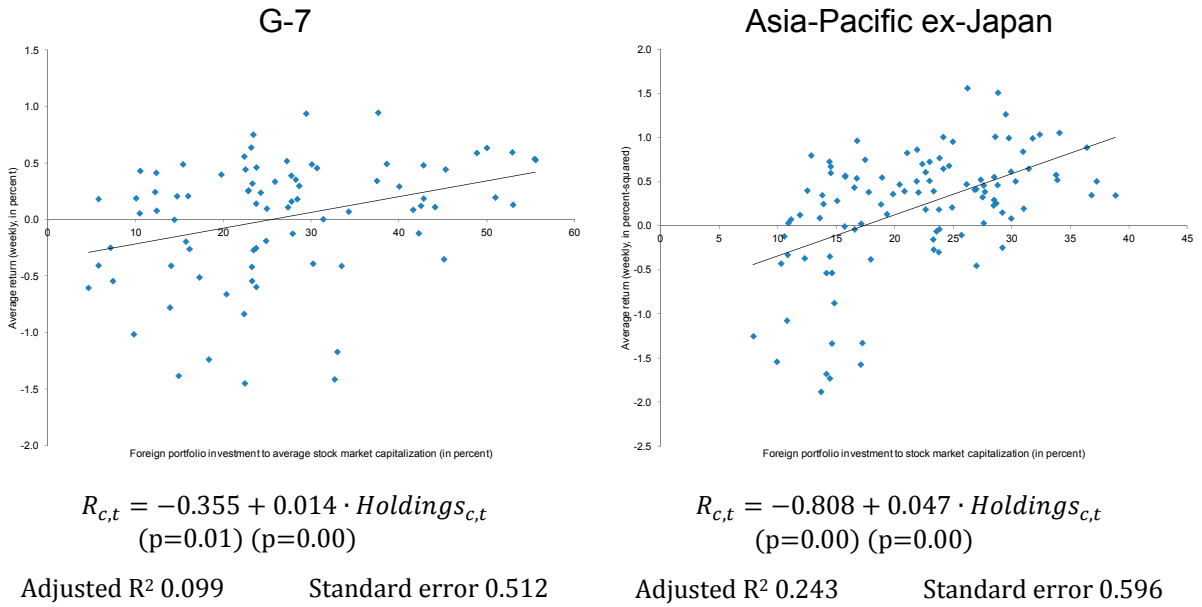 G-7
1.5
1.0
0.5
0.0
-0.5
-1.0
-1.5
-2.0
0 10 20 30 40 50 60
Average return (weekly, in percent)
Foreign portfolio investment to average stock market capitalization (in percent)
R_{c,t} = −0.355 + 0.014 · Holdings_{c,t}
(p=0.01) (p=0.00)
Adjusted R² 0.099 Standard error 0.512
Asia-Pacific ex-Japan
2.0
1.5
1.0
0.5
0.0
-0.5
-1.0
-1.5
-2.0
-2.5
0 5 10 15 20 25 30 35 40 45
Average return (weekly, in percent-squared)
Foreign portfolio investment to stock market capitalization (in percent)
R_{c,t} = −0.808 + 0.047 · Holdings_{c,t}
(p=0.00) (p=0.00)
Adjusted R² 0.243 Standard error 0.596